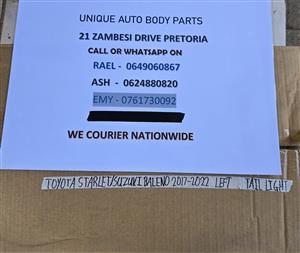 UNIQUE AUTO BODY PARTS
21 ZAMBESI DRIVE PRETORIA
CALL OR WHATSAPP ON
RAEL - 0649060867
ASH - 0624880820
EMY - 0761730092
WE COURIER NATIONWIDE
TOYOTA STARLET/SUZUKI BALENO 2017-2022 LEFT TAIL LIGHT